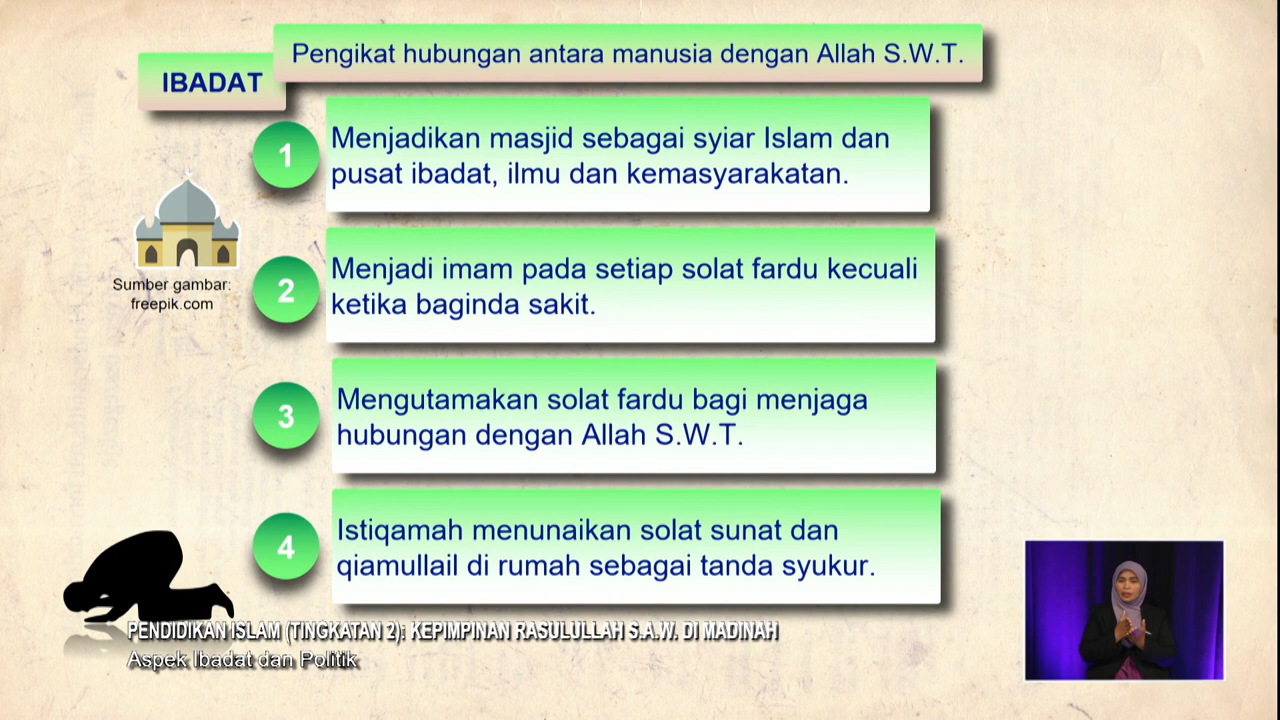 Pengikat hubungan antara manusia dengan Allah S.W.T.
IBADAT
1
Menjadikan masjid sebagai syiar Islam dan
pusat ibadat, ilmu dan kemasyarakatan.
Sumber gambar:
freepik.com
2
Menjadi imam pada setiap solat fardu kecuali
ketika baginda sakit.
3
Mengutamakan solat fardu bagi menjaga
hubungan dengan Allah S.W.T.
4
Istiqamah menunaikan solat sunat dan
qiamullail di rumah sebagai tanda syukur.
PENDIDIKAN ISLAM (TINGKATAN 2): KEPIMPINAN RASULULLAH S.A.W. DI MADINAH
Aspek Ibadat dan Politik